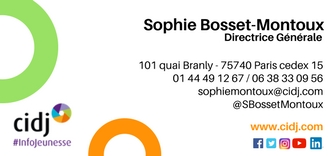 Sophie Bosset-Montoux
Directrice Générale
101 quai Branly - 75740 Paris cedex 15
01 44 49 12 67 / 06 38 33 09 56
sophiemontoux@cidj.com
@SBossetMontoux
cidj
#InfoJeunesse
www.cidj.com